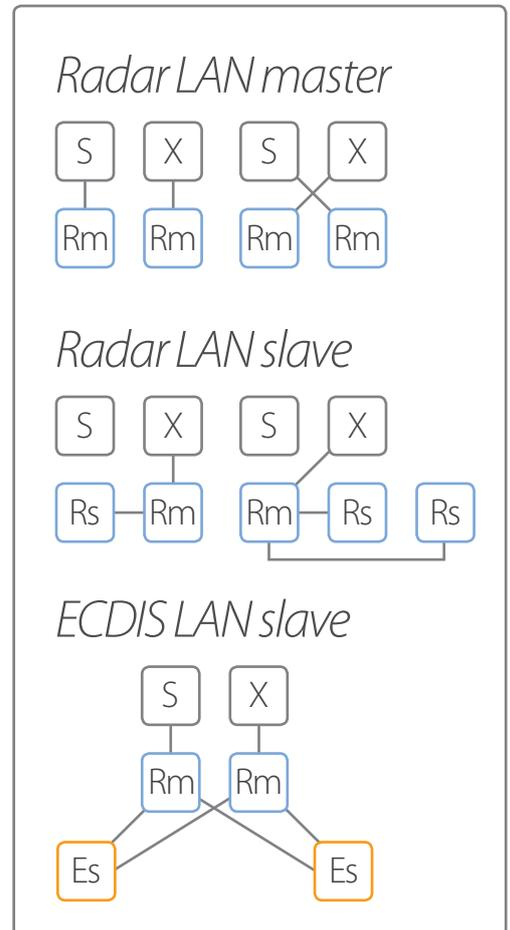 Radar LAN master
S X S X
Rm Rm Rm Rm
Radar LAN slave
S X S X
Rs Rm Rm Rs Rs
ECDIS LAN slave
S X
Rm Rm
Es Es